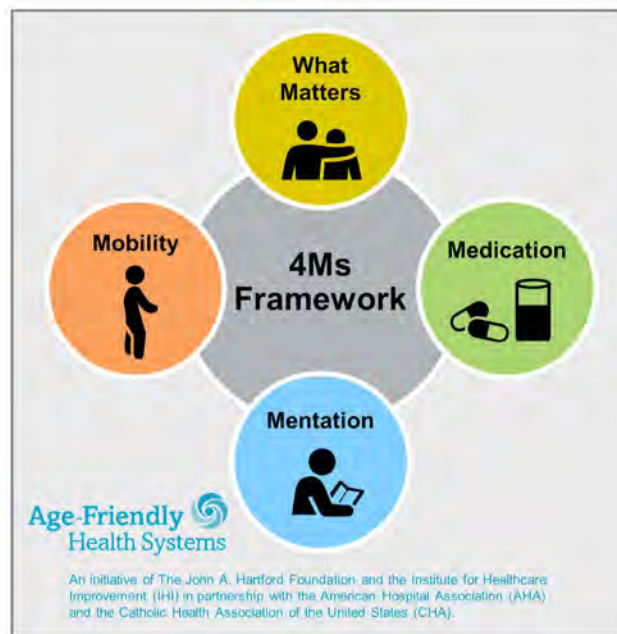 What
Matters
Mobility
4Ms
Framework
Medication
Mentation
Age-Friendly
Health Systems
An initiative of The John A. Hartford Foundation and the Institute for Healthcare
Improvement (IHI) in partnership with the American Hospital Association (AHA)
and the Catholic Health Association of the United States (CHA).